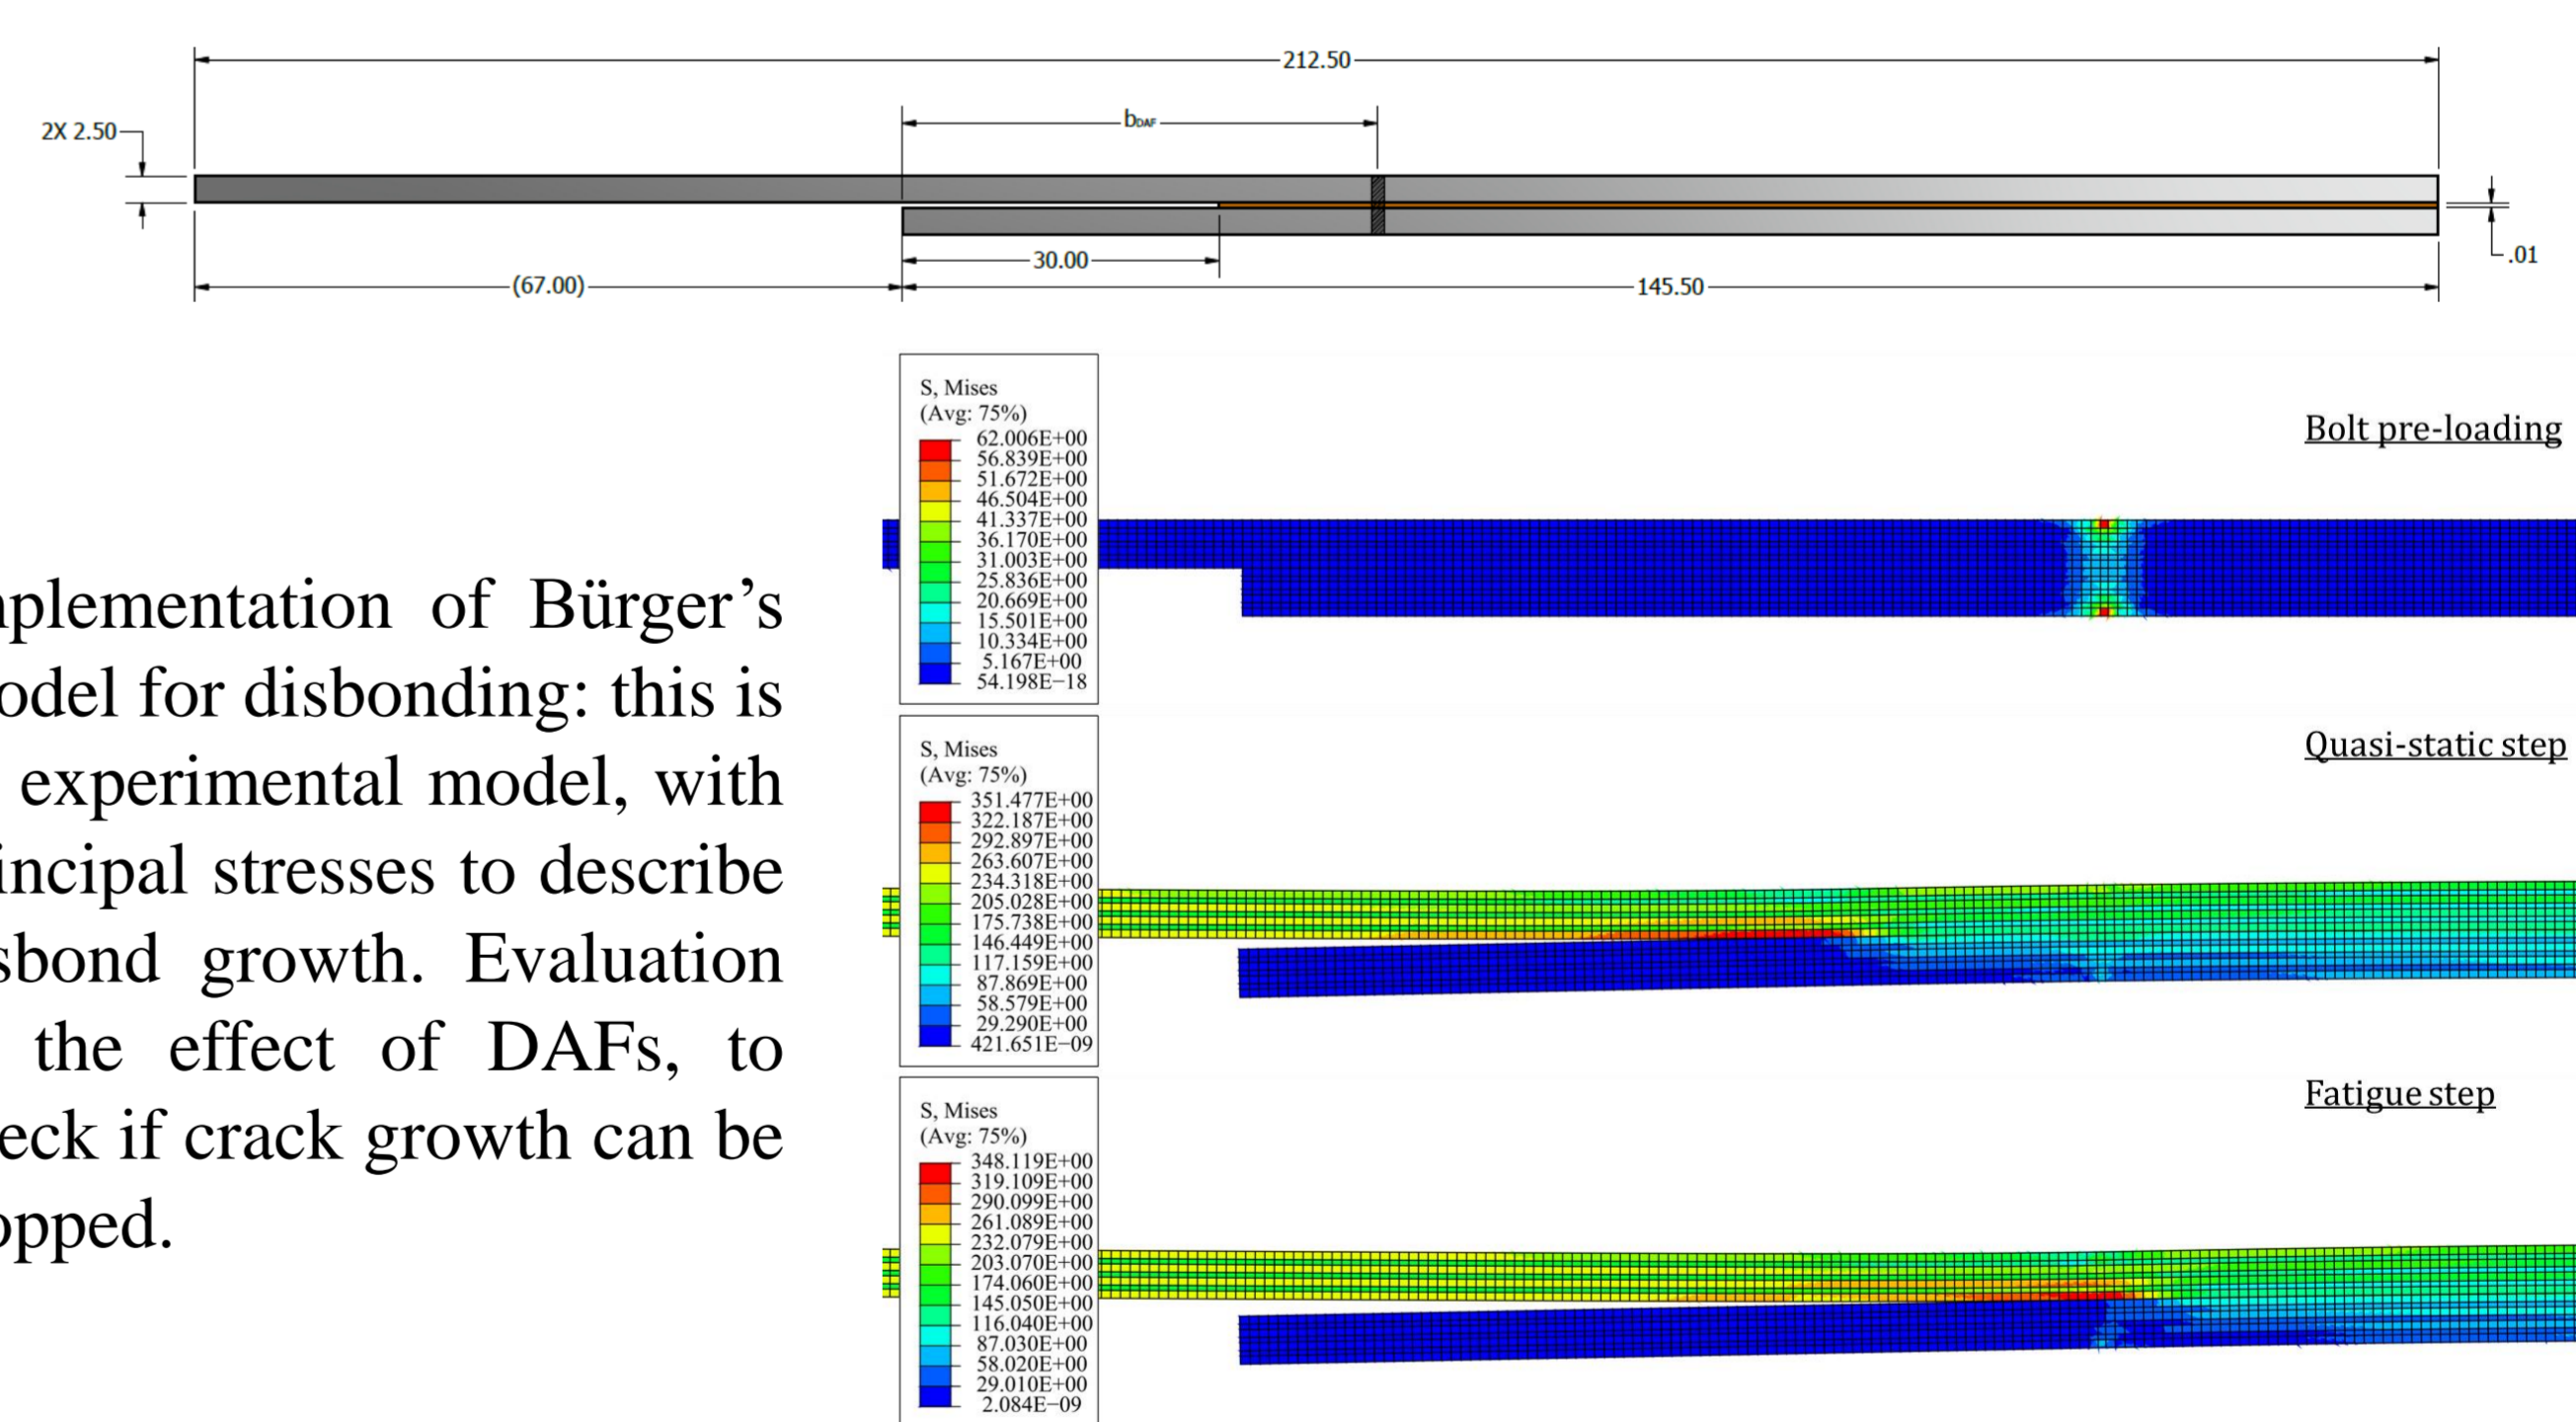 212.50
bDAF
2X 2.50
30.00
.01
(67.00)
145.50
S, Mises
(Avg: 75%)
62.006E+00
56.839E+00
51.672E+00
46.504E+00
41.337E+00
36.170E+00
31.003E+00
25.836E+00
20.669E+00
15.501E+00
10.334E+00
5.167E+00
54.198E−18
Bolt pre-loading
nplementation of Bürger’s
odel for disbonding: this is
experimental model, with
incipal stresses to describe
sbond growth. Evaluation
the effect of DAFs, to
eck if crack growth can be
opped.
S, Mises
(Avg: 75%)
351.477E+00
322.187E+00
292.897E+00
263.607E+00
234.318E+00
205.028E+00
175.738E+00
146.449E+00
117.159E+00
87.869E+00
58.579E+00
29.290E+00
421.651E−09
Quasi-static step
S, Mises
(Avg: 75%)
348.119E+00
319.109E+00
290.099E+00
261.089E+00
232.079E+00
203.070E+00
174.060E+00
145.050E+00
116.040E+00
87.030E+00
58.020E+00
29.010E+00
2.084E−09
Fatigue step